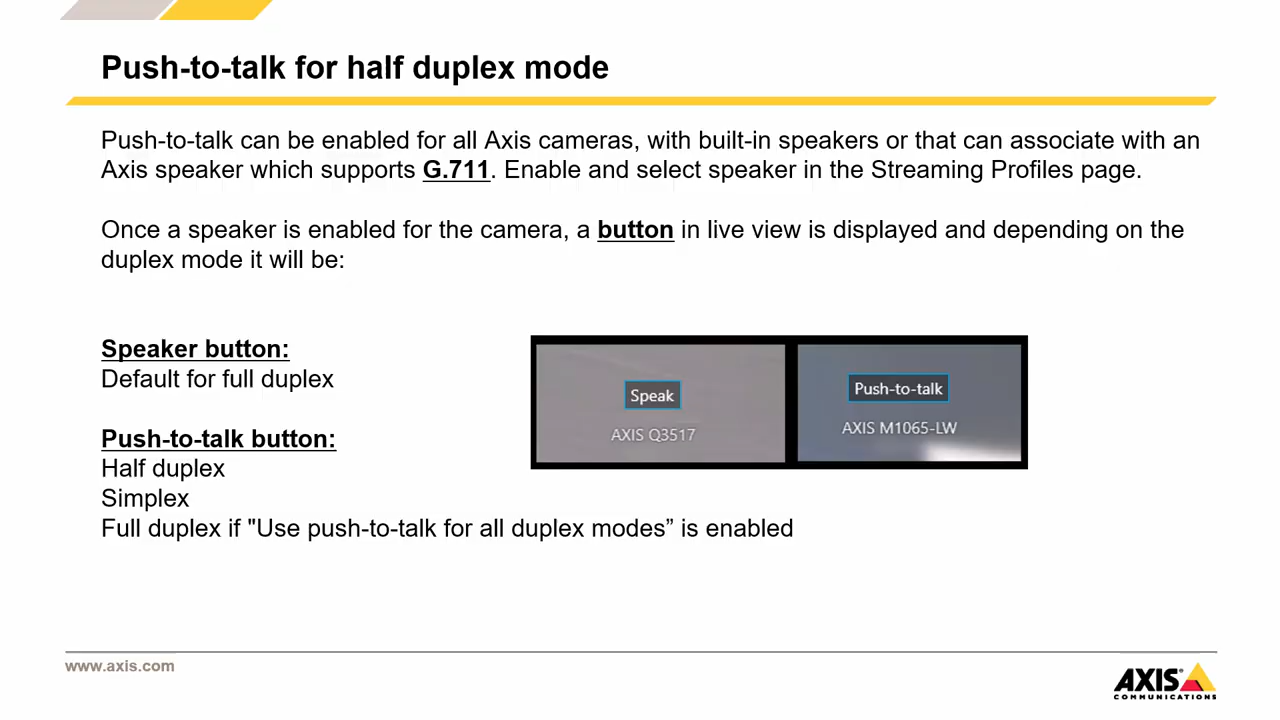 Push-to-talk for half duplex mode
Push-to-talk can be enabled for all Axis cameras, with built-in speakers or that can associate with an
Axis speaker which supports G.711. Enable and select speaker in the Streaming Profiles page.
Once a speaker is enabled for the camera, a button in live view is displayed and depending on the
duplex mode it will be:
Speaker button:
Default for full duplex
Push-to-talk button:
Half duplex
Simplex
Full duplex if "Use push-to-talk for all duplex modes” is enabled
Speak
AXIS Q3517
Push-to-talk
AXIS M1065-LW
www.axis.com
AXIS
COMMUNICATIONS